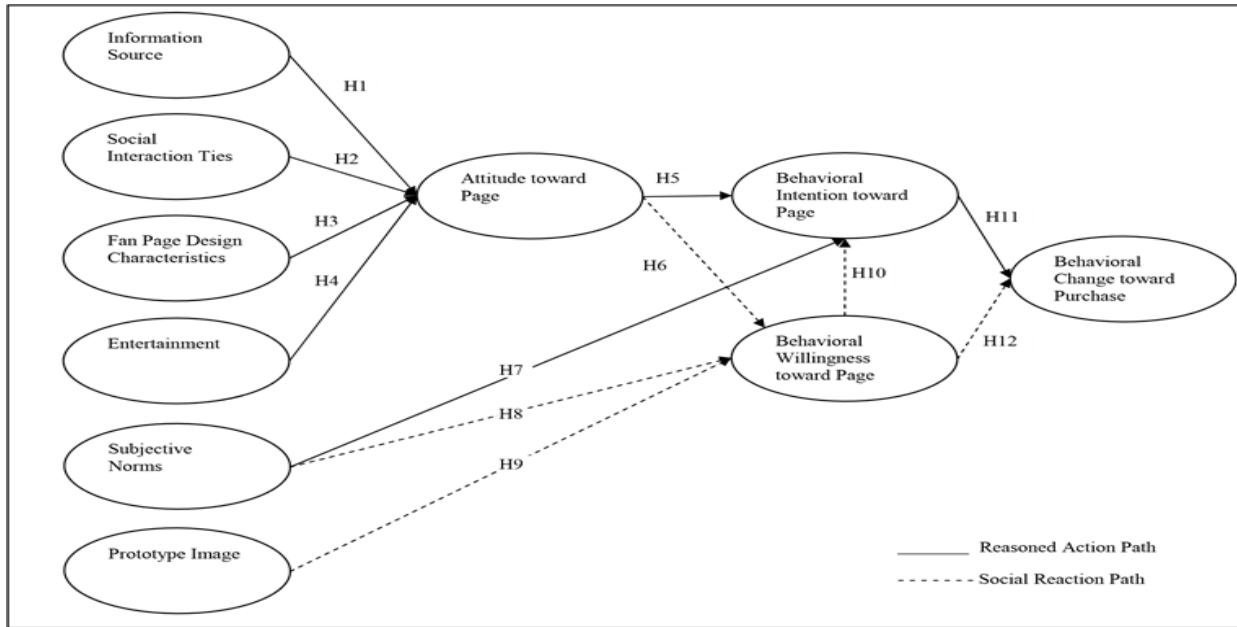 Information
Source
H1
Social
Interaction Ties
H2
Fan Page Design
Characteristics
H3
H4
Entertainment
Attitude toward
Page
H5
H6
Behavioral
Intention toward
Page
H10
H11
Behavioral
Change toward
Purchase
H12
Behavioral
Willingness
toward Page
H7
H8
H9
Subjective
Norms
Prototype Image
Reasoned Action Path
Social Reaction Path